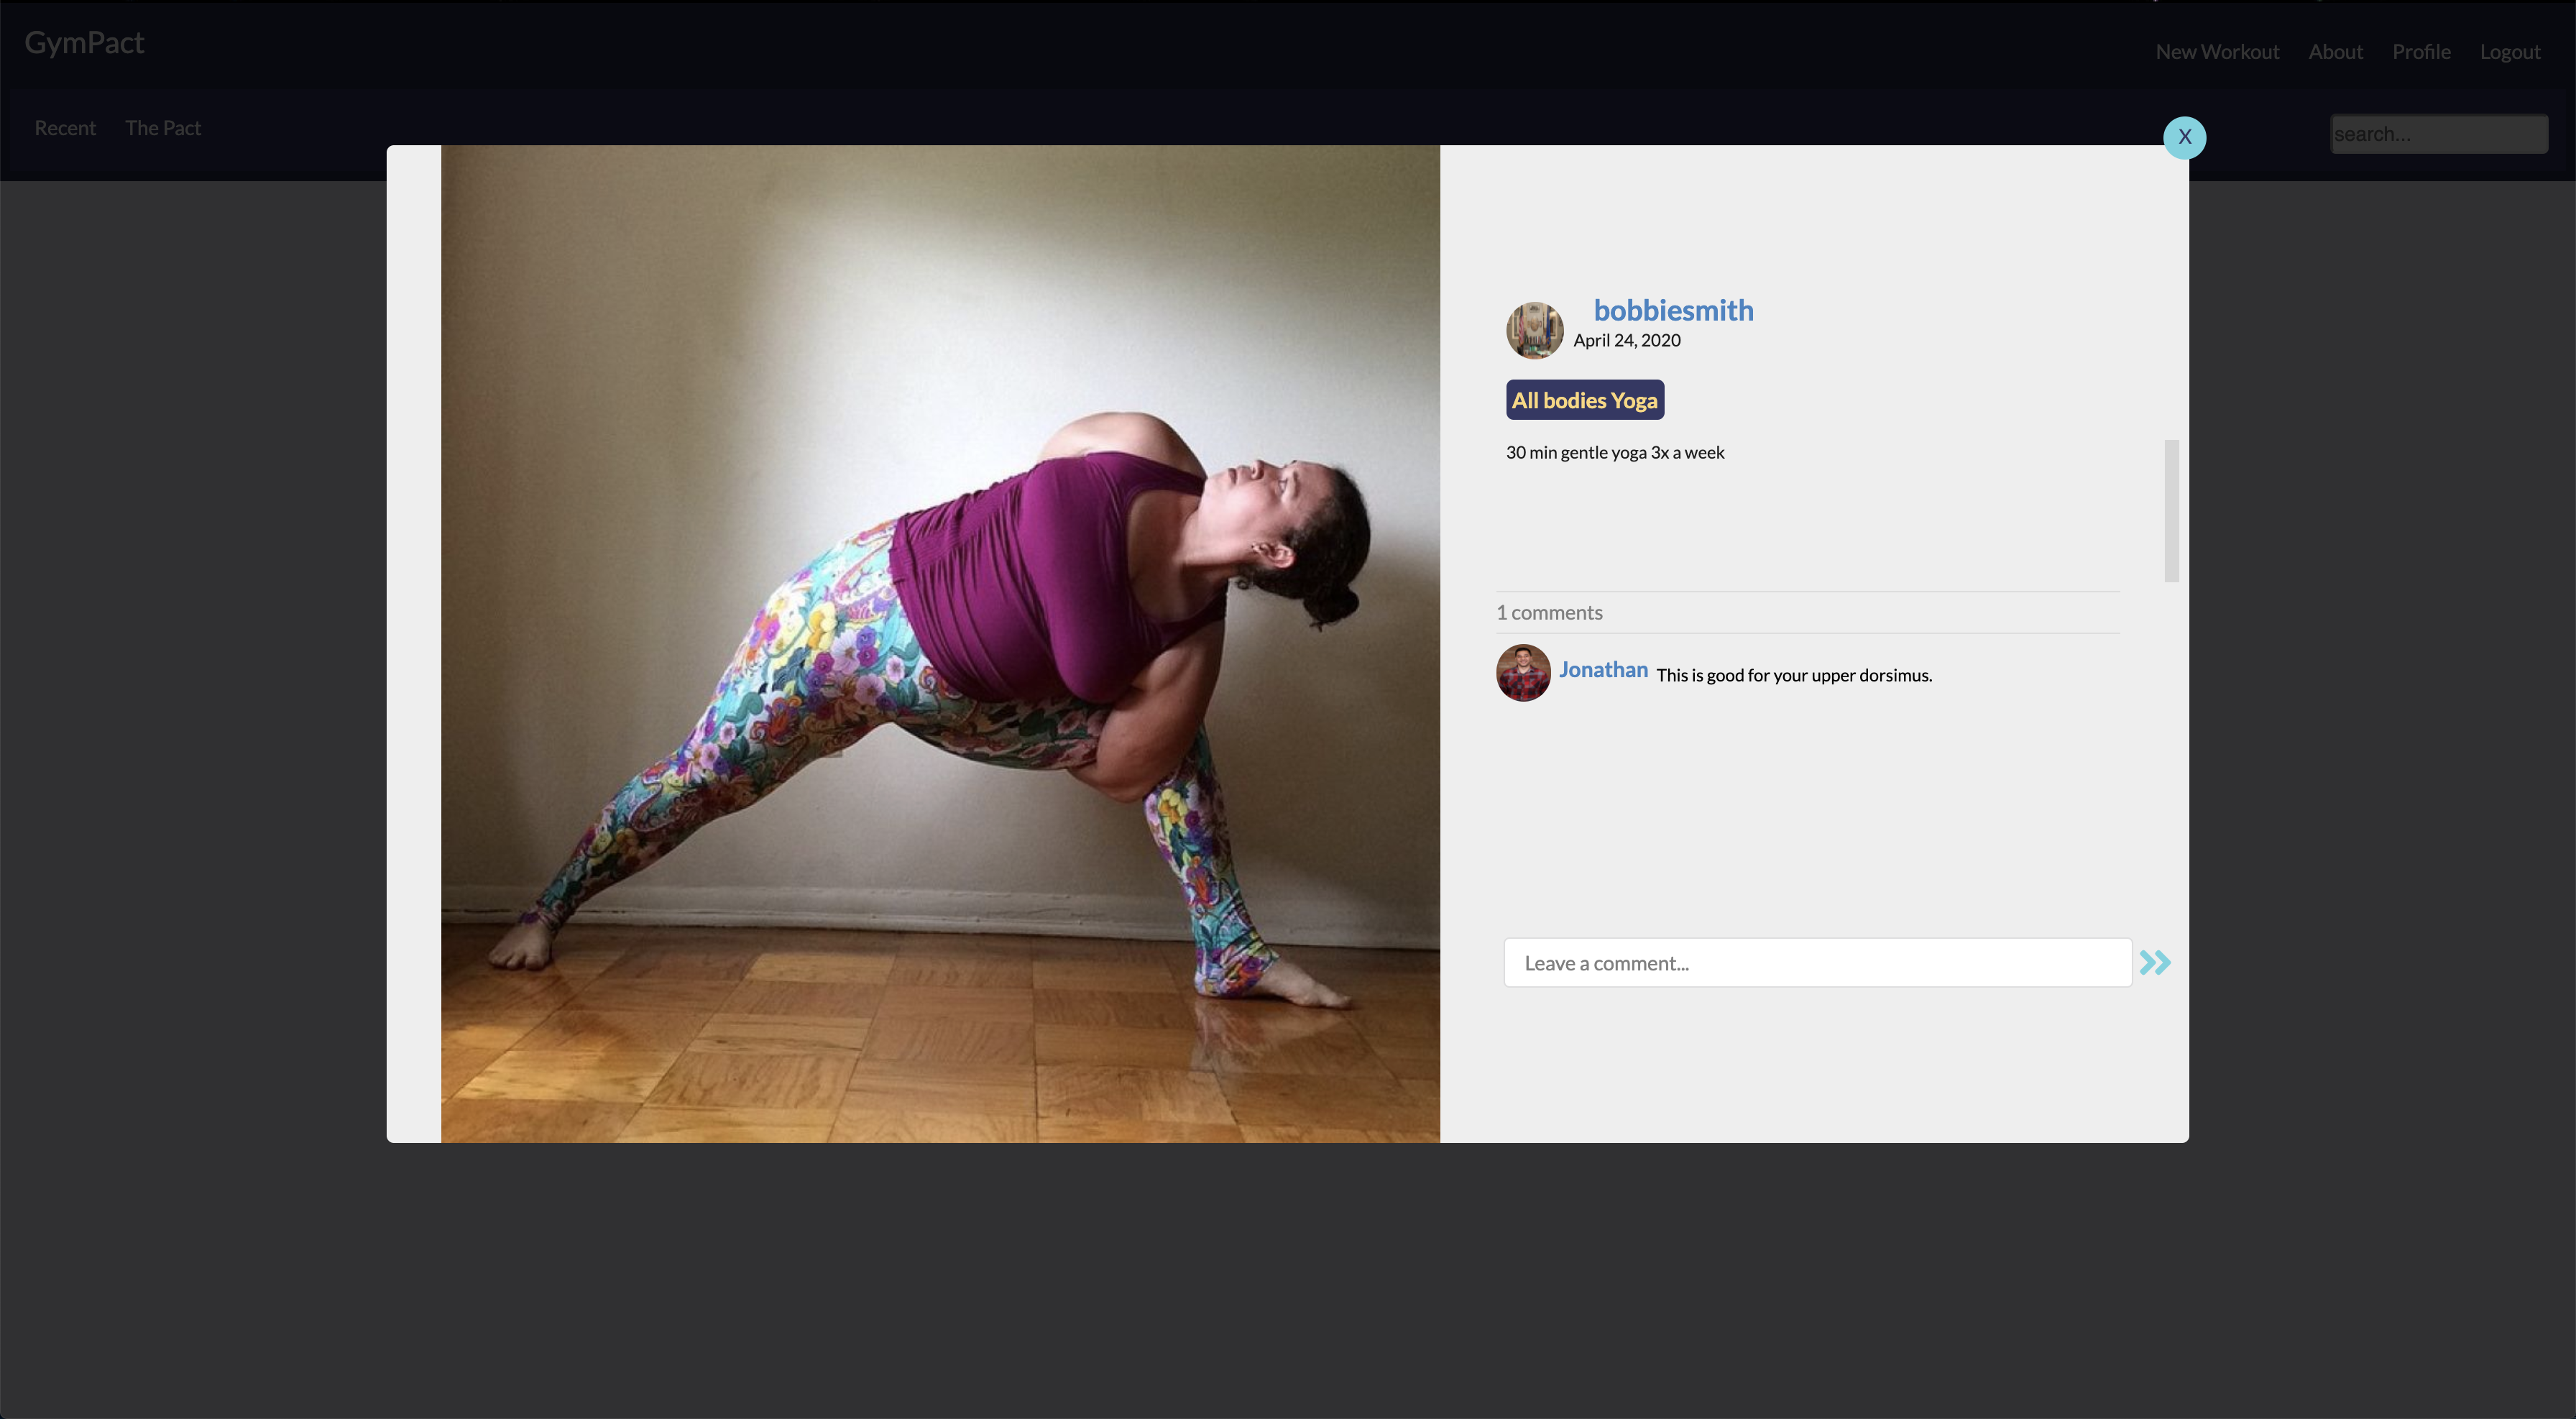 GymPact
New Workout About Profile Logout
Recent The Pact
search...
X
bobbiesmith
April 24, 2020
All bodies Yoga
30 min gentle yoga 3x a week
1 comments
Jonathan This is good for your upper dorsimus.
Leave a comment...